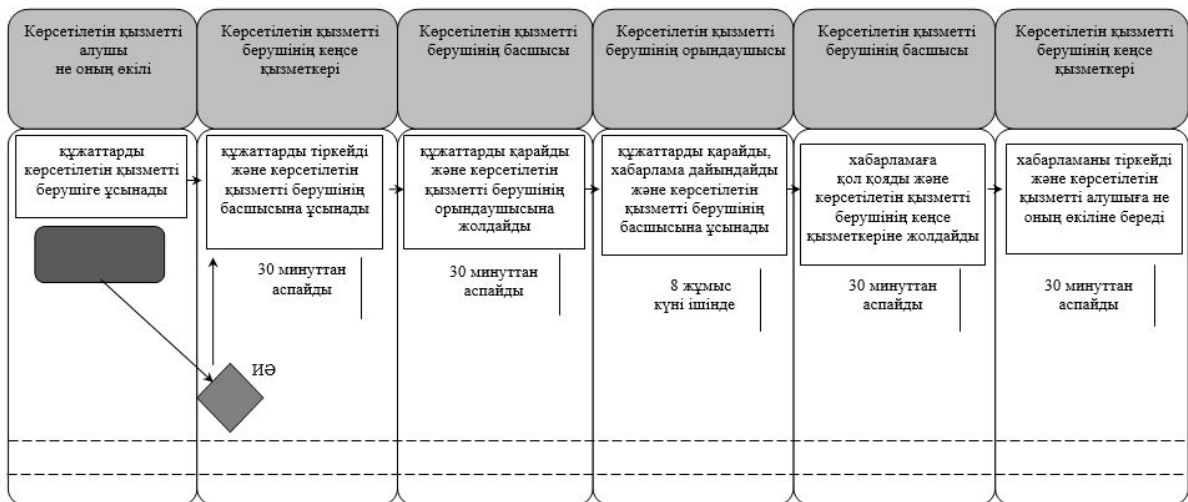 Көрсетілетін қызметті
алушы
не оның өкілі
Көрсетілетін қызметті
берушінің кеңсе
қызметкері
Көрсетілетін қызметті
берушінің басшысы
Көрсетілетін қызметті
берушінің орындаушысы
Көрсетілетін қызметті
берушінің басшысы
Көрсетілетін қызметті
берушінің кеңсе
қызметкері
құжаттарды
көрсетілетін қызметті
берушіге ұсынады
құжаттарды тіркейді
және көрсетілетін
қызметті берушінің
басшысына ұсынады
құжаттарды қарайды
және көрсетілетін
қызметті берушінің
орындаушысына
жолдайды
құжаттарды қарайды,
хабарлама дайындайды
және көрсетілетін
қызметті берушінің
басшысына ұсынады
хабарламаға
қол қояды және
көрсетілетін қызметті
берушінің кеңсе
қызметкеріне жолдайды
хабарламаны тіркейді
және көрсетілетін
қызметті алушыға не
оның өкіліне береді
30 минуттан
аспайды
30 минуттан
аспайды
8 жұмыс
күні ішінде
30 минуттан
аспайды
30 минуттан
аспайды
ИӘ